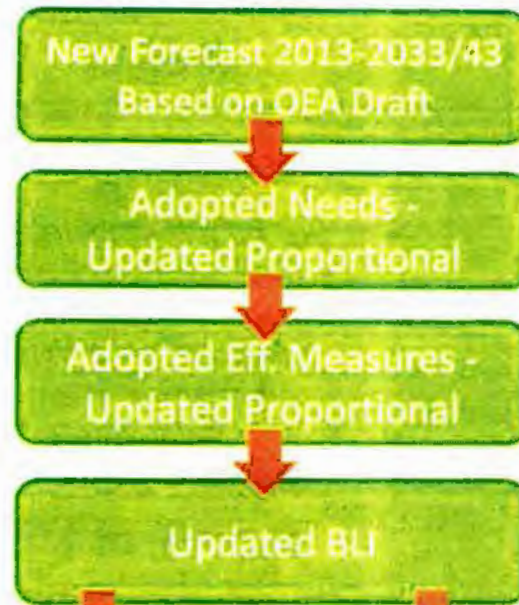 New Forecast 2013-2033/43
Based on OEA Draft
Adopted Needs -
Updated Proportional
Adopted Eff. Measures -
Updated Proportional
Updated BLI